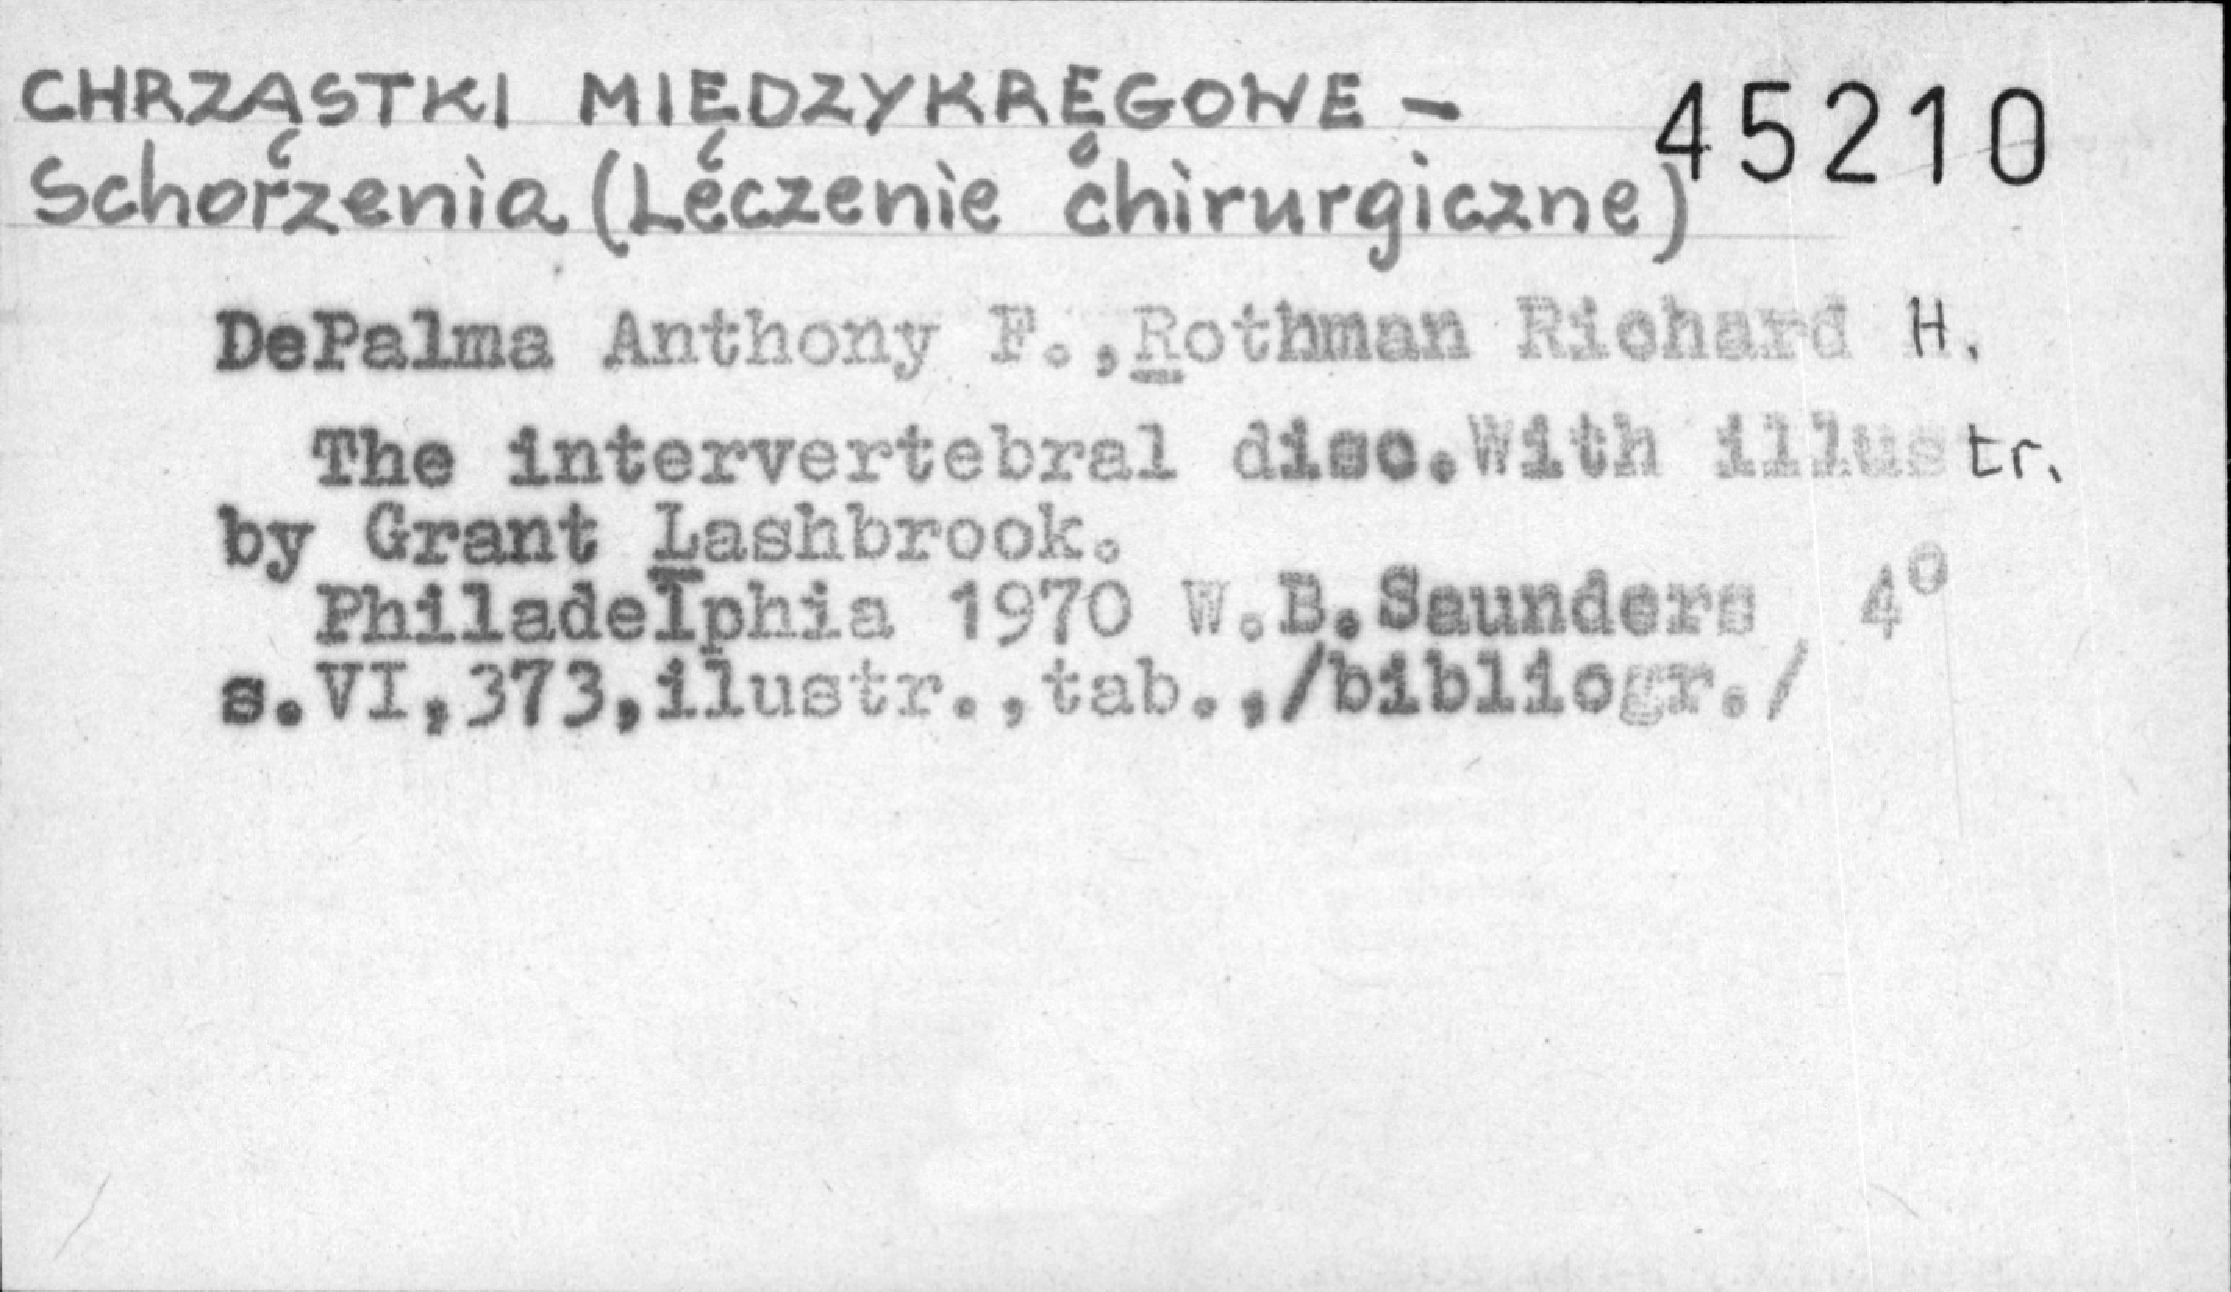 CHRZĄSTKI MIĘDZYKRĘGOWE - 45210
Schorzenia (Leczenie chirurgiczne)
DePalma Anthony F.,Rothman Richard H.
The intervertebral disc.With illustr.
by Grant Lashbrook.
Philadelphia 1970 W.B.Saunders 4°
s.VI,373,ilustr.,tab.,/bibliogr./